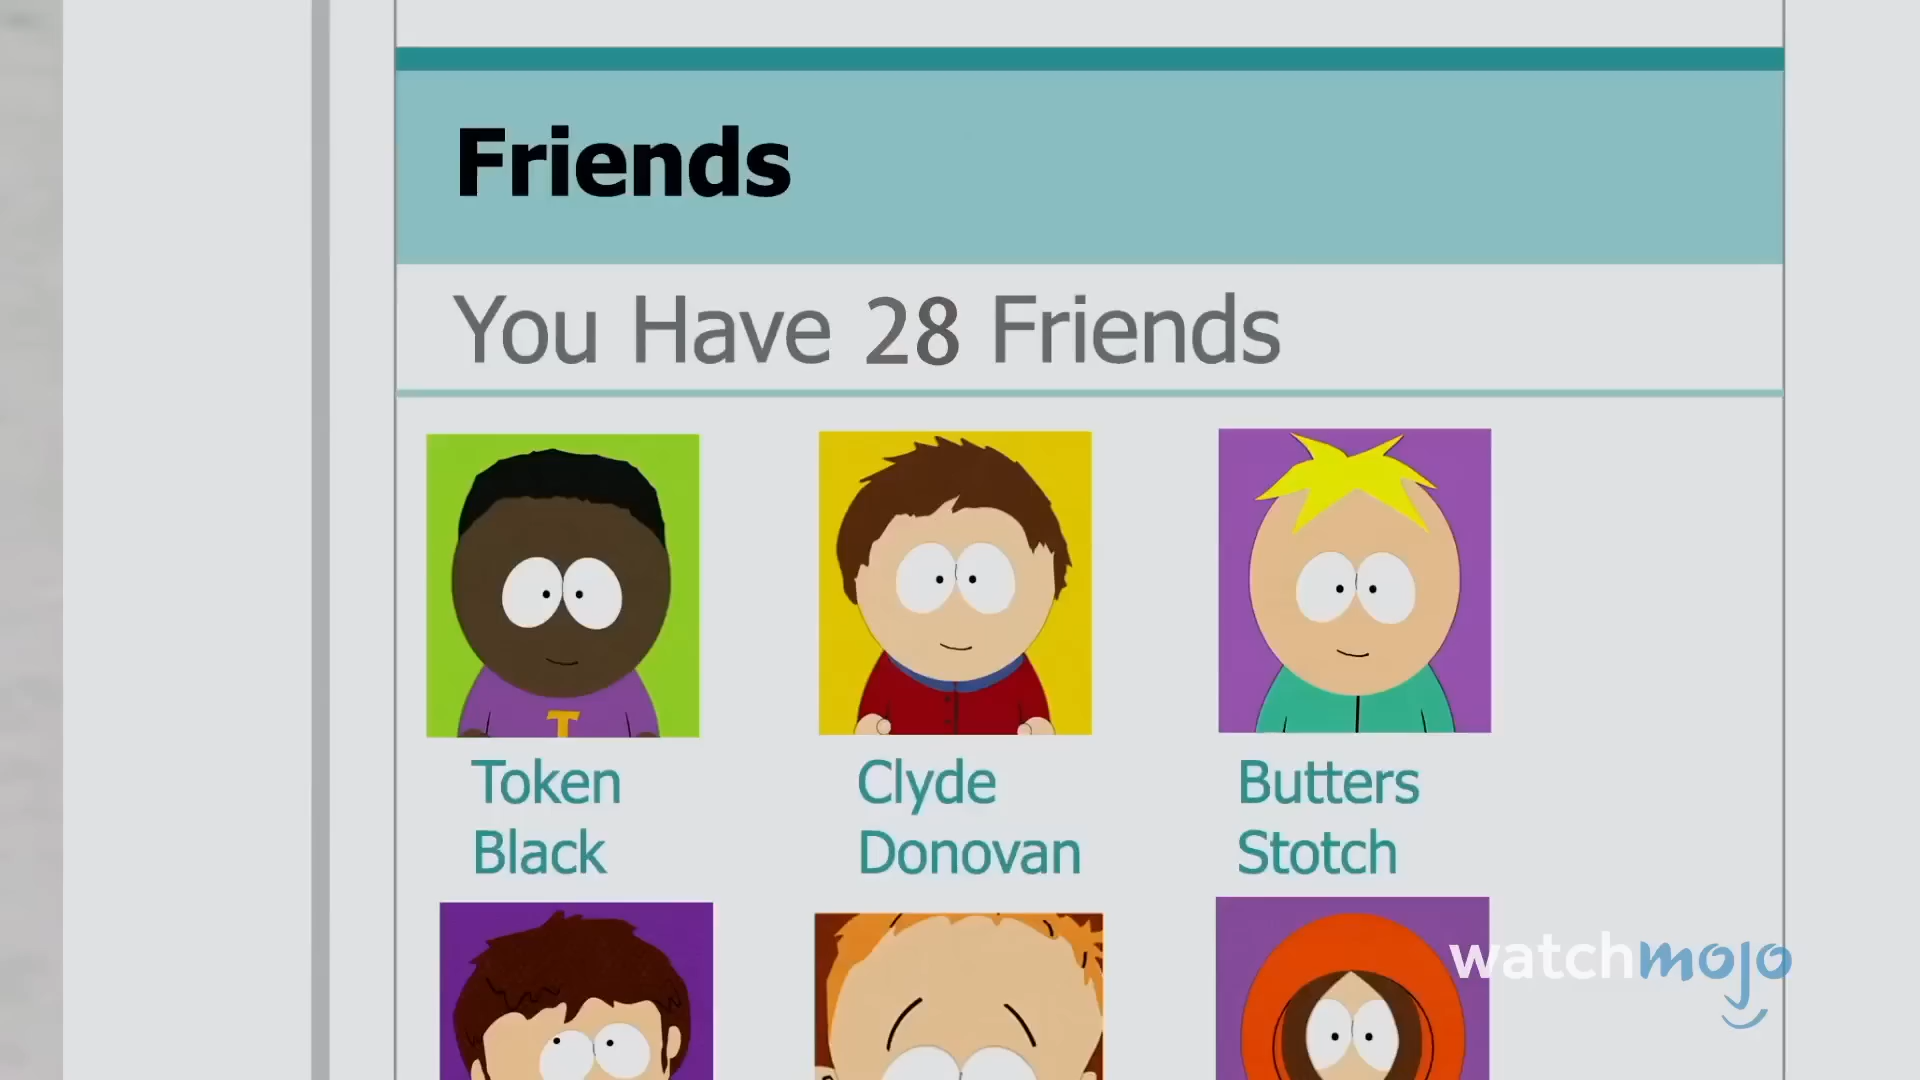 Friends
You Have 28 Friends
T
Token
Black
Clyde
Donovan
Butters
Stotch
watchmojo